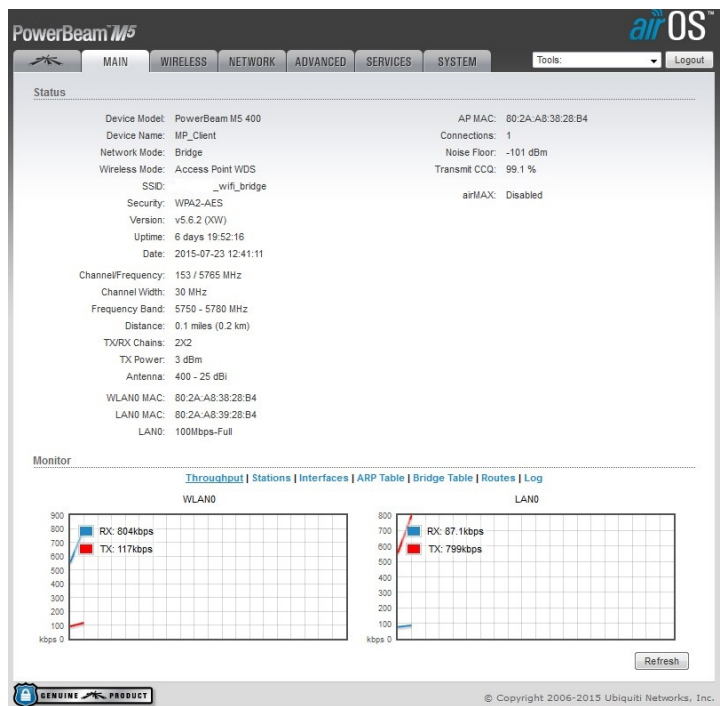 PowerBeam™ M5
airOS™
MAIN WIRELESS NETWORK ADVANCED SERVICES SYSTEM Tools: Logout
Status
Device Model: PowerBeam M5 400
Device Name: MP_Client
Network Mode: Bridge
Wireless Mode: Access Point WDS
SSID: _wifi_bridge
Security: WPA2-AES
Version: v5.6.2 (XW)
Uptime: 6 days 19:52:16
Date: 2015-07-23 12:41:11
Channel/Frequency: 153 / 5765 MHz
Channel Width: 30 MHz
Frequency Band: 5750 - 5780 MHz
Distance: 0.1 miles (0.2 km)
TX/RX Chains: 2X2
TX Power: 3 dBm
Antenna: 400 - 25 dBi
WLAN0 MAC: 80:2A:A8:38:28:B4
LAN0 MAC: 80:2A:A8:39:28:B4
LAN0: 100Mbps-Full
AP MAC: 80:2A:A8:38:28:B4
Connections: 1
Noise Floor: -101 dBm
Transmit CCQ: 99.1 %
airMAX: Disabled
Monitor
Throughput | Stations | Interfaces | ARP Table | Bridge Table | Routes | Log
WLAN0
900
800
700
600
500
400
300
200
100
kbps 0
RX: 804kbps
TX: 117kbps
LAN0
800
700
600
500
400
300
200
100
kbps 0
RX: 87.1kbps
TX: 799kbps
Refresh
GENUINE PRODUCT
© Copyright 2006-2015 Ubiquiti Networks, Inc.